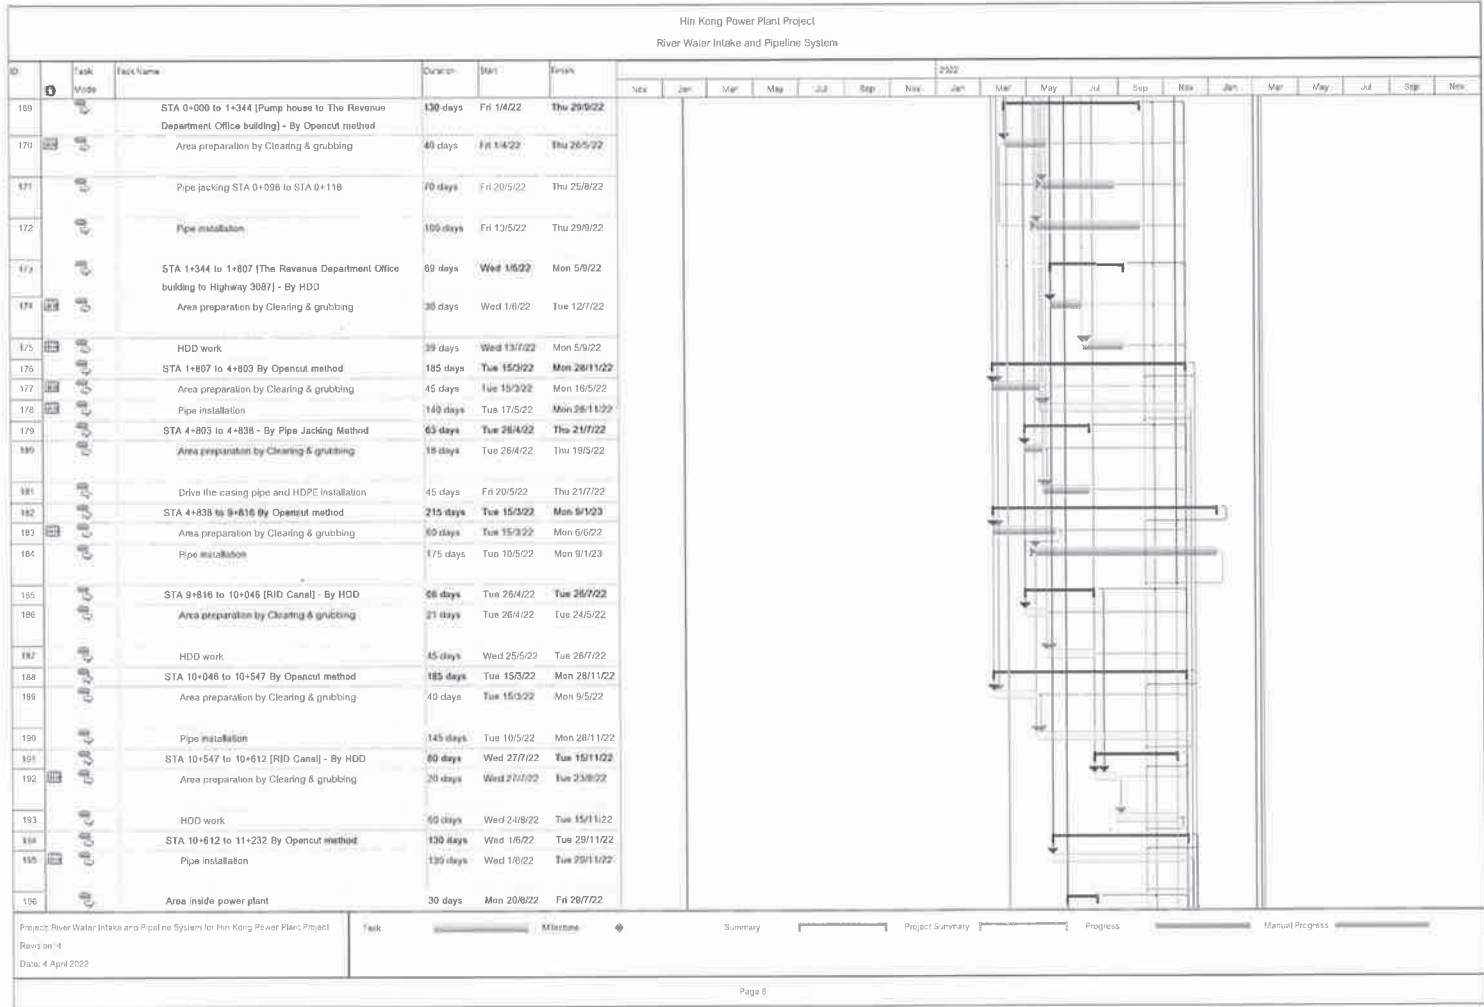 Hin Kong Power Plant Project
River Water Intake and Pipeline System
ID Task Task Name Duration Start Finish 2022
Mode Nov Jan Mar May Jul Sep Nov Jan Mar May Jul Sep Nov Jan Mar May Jul Sep Nov
169 STA 0+000 to 1+344 [Pump house to The Revenue 130 days Fri 1/4/22 Thu 29/9/22
Department Office building] - By Opencut method
170 Area preparation by Clearing & grubbing 40 days Fri 1/4/22 Thu 26/5/22
171 Pipe jacking STA 0+098 to STA 0+118 70 days Fri 20/5/22 Thu 25/8/22
172 Pipe installation 100 days Fri 13/5/22 Thu 29/9/22
173 STA 1+344 to 1+807 [The Revenue Department Office 69 days Wed 1/6/22 Mon 5/9/22
building to Highway 3087] - By HDD
174 Area preparation by Clearing & grubbing 30 days Wed 1/6/22 Tue 12/7/22
175 HDD work 39 days Wed 13/7/22 Mon 5/9/22
176 STA 1+807 to 4+803 By Opencut method 185 days Tue 15/3/22 Mon 28/11/22
177 Area preparation by Clearing & grubbing 45 days Tue 15/3/22 Mon 16/5/22
178 Pipe installation 140 days Tue 17/5/22 Mon 28/11/22
179 STA 4+803 to 4+838 - By Pipe Jacking Method 63 days Tue 26/4/22 Thu 21/7/22
180 Area preparation by Clearing & grubbing 18 days Tue 26/4/22 Thu 19/5/22
181 Drive the casing pipe and HDPE installation 45 days Fri 20/5/22 Thu 21/7/22
182 STA 4+838 to 9+816 By Opencut method 215 days Tue 15/3/22 Mon 9/1/23
183 Area preparation by Clearing & grubbing 60 days Tue 15/3/22 Mon 6/6/22
184 Pipe installation 175 days Tue 10/5/22 Mon 9/1/23
185 STA 9+816 to 10+046 [RID Canal] - By HDD 66 days Tue 26/4/22 Tue 26/7/22
186 Area preparation by Clearing & grubbing 21 days Tue 26/4/22 Tue 24/5/22
187 HDD work 45 days Wed 25/5/22 Tue 26/7/22
188 STA 10+046 to 10+547 By Opencut method 185 days Tue 15/3/22 Mon 28/11/22
189 Area preparation by Clearing & grubbing 40 days Tue 15/3/22 Mon 9/5/22
190 Pipe installation 145 days Tue 10/5/22 Mon 28/11/22
191 STA 10+547 to 10+612 [RID Canal] - By HDD 80 days Wed 27/7/22 Tue 15/11/22
192 Area preparation by Clearing & grubbing 20 days Wed 27/7/22 Tue 23/8/22
193 HDD work 60 days Wed 24/8/22 Tue 15/11/22
194 STA 10+612 to 11+232 By Opencut method 130 days Wed 1/6/22 Tue 29/11/22
195 Pipe installation 130 days Wed 1/6/22 Tue 29/11/22
196 Area inside power plant 30 days Mon 20/6/22 Fri 29/7/22
Project: River Water Intake and Pipeline System for Hin Kong Power Plant Project
Revision 4
Date: 4 April 2022
Task Milestone Summary Project Summary Progress Manual Progress
Page 6